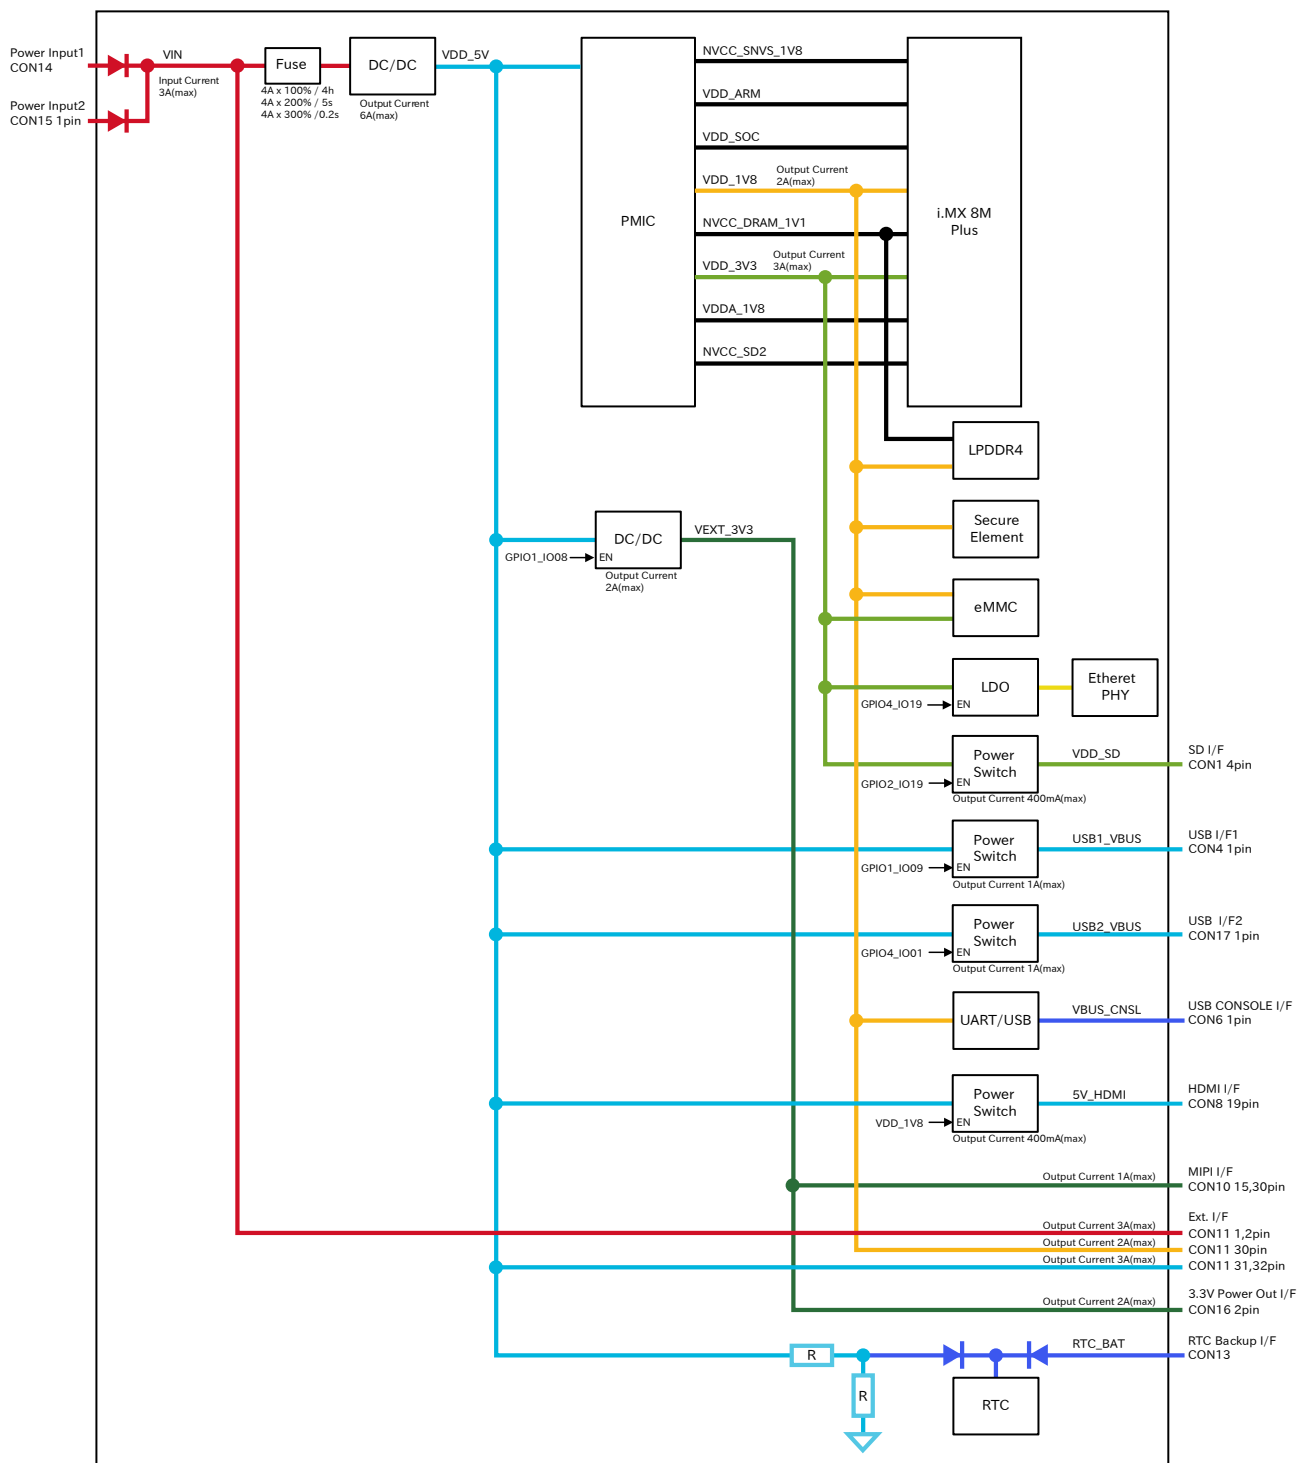 Power Input1
CON14
Power Input2
CON15 1pin
VIN
Input Current
3A(max)
Fuse
4A x 100% / 4h
4A x 200% / 5s
4A x 300% /0.2s
DC/DC
Output Current
6A(max)
VDD_5V
PMIC
NVCC_SNVS_1V8
VDD_ARM
VDD_SOC
VDD_1V8
Output Current
2A(max)
NVCC_DRAM_1V1
VDD_3V3
Output Current
3A(max)
VDDA_1V8
NVCC_SD2
i.MX 8M
Plus
LPDDR4
Secure
Element
DC/DC
EN
GPIO1_IO08
Output Current
2A(max)
VEXT_3V3
eMMC
LDO
EN
GPIO4_IO19
Etheret
PHY
Power
Switch
EN
GPIO2_IO19
Output Current 400mA(max)
VDD_SD
SD I/F
CON1 4pin
Power
Switch
EN
GPIO1_IO09
Output Current 1A(max)
USB1_VBUS
USB I/F1
CON4 1pin
Power
Switch
EN
GPIO4_IO01
Output Current 1A(max)
USB2_VBUS
USB I/F2
CON17 1pin
UART/USB
VBUS_CNSL
USB CONSOLE I/F
CON6 1pin
Power
Switch
EN
VDD_1V8
Output Current 400mA(max)
5V_HDMI
HDMI I/F
CON8 19pin
Output Current 1A(max)
MIPI I/F
CON10 15,30pin
Ext. I/F
Output Current 3A(max)
CON11 1,2pin
Output Current 2A(max)
CON11 30pin
Output Current 3A(max)
CON11 31,32pin
3.3V Power Out I/F
Output Current 2A(max)
CON16 2pin
R
R
RTC_BAT
RTC
RTC Backup I/F
CON13